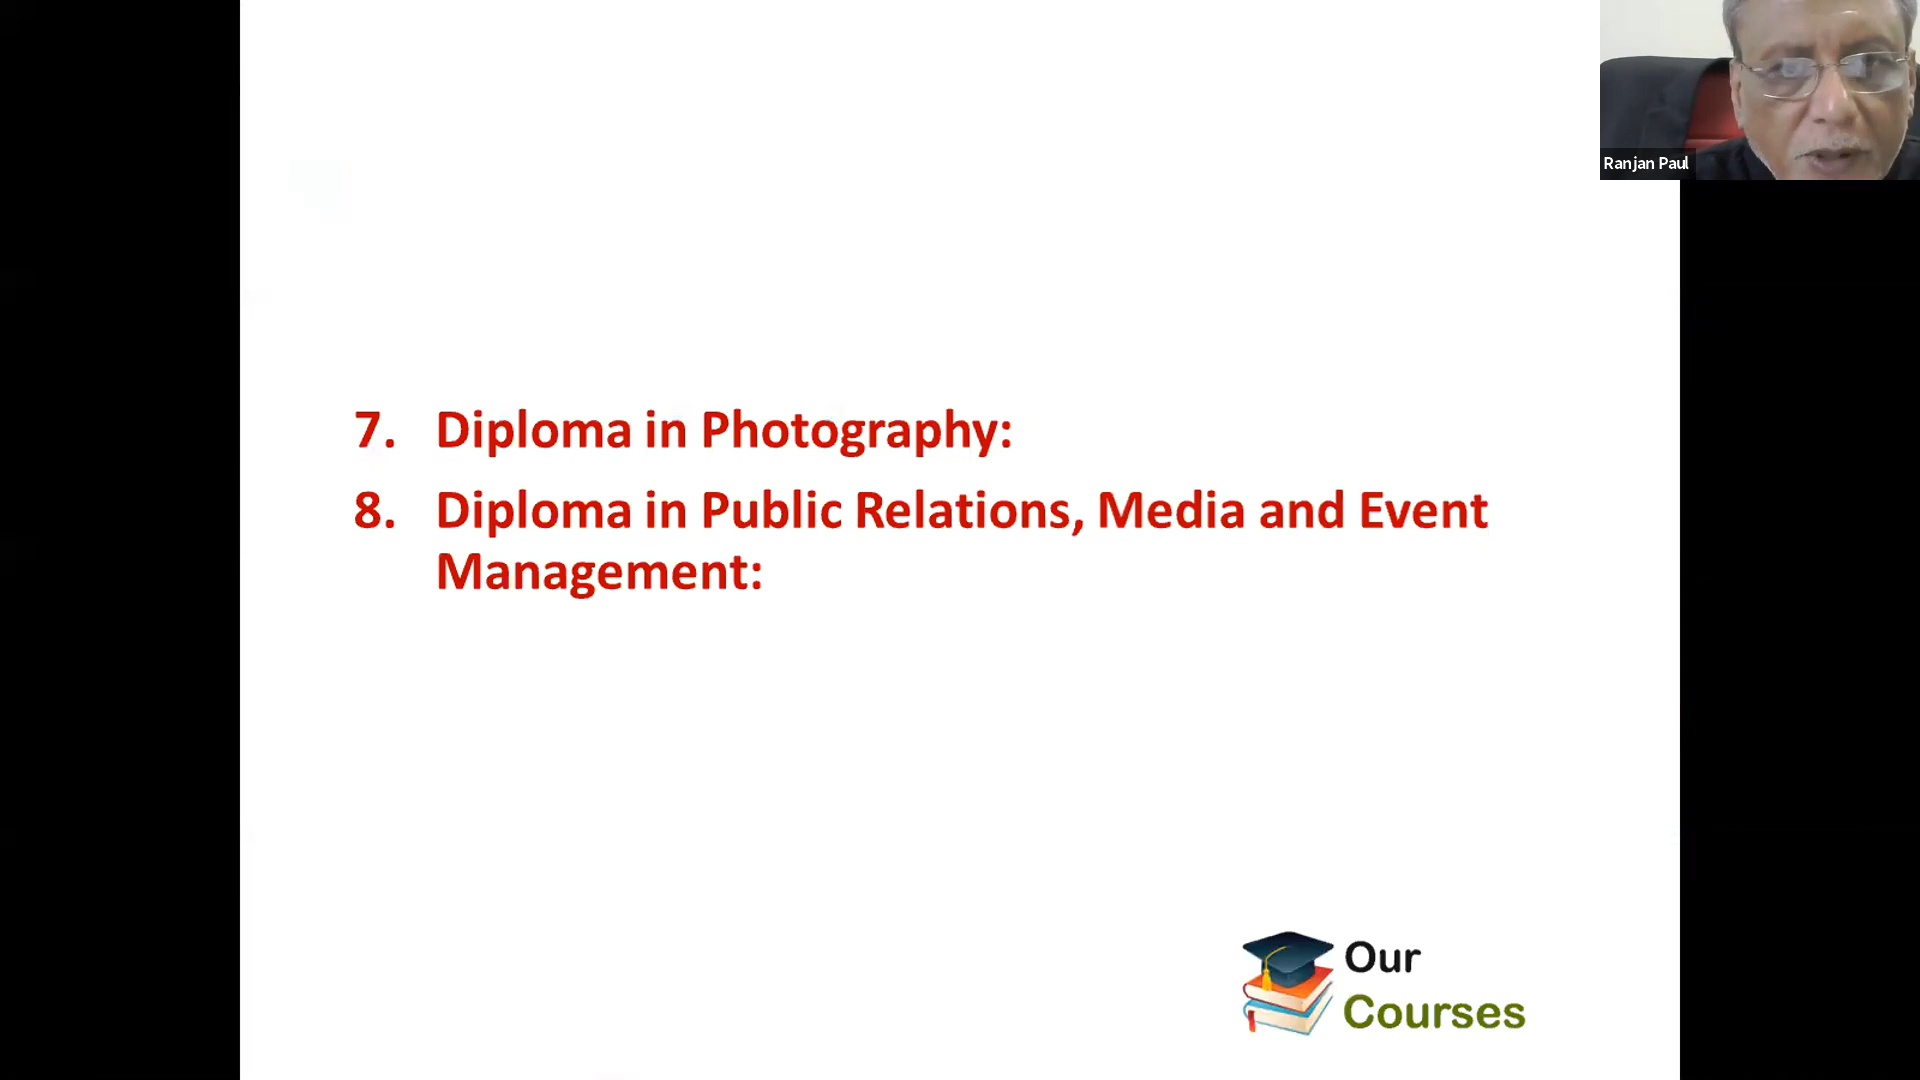 Ranjan Paul
7. Diploma in Photography:
8. Diploma in Public Relations, Media and Event
Management:
Our
Courses